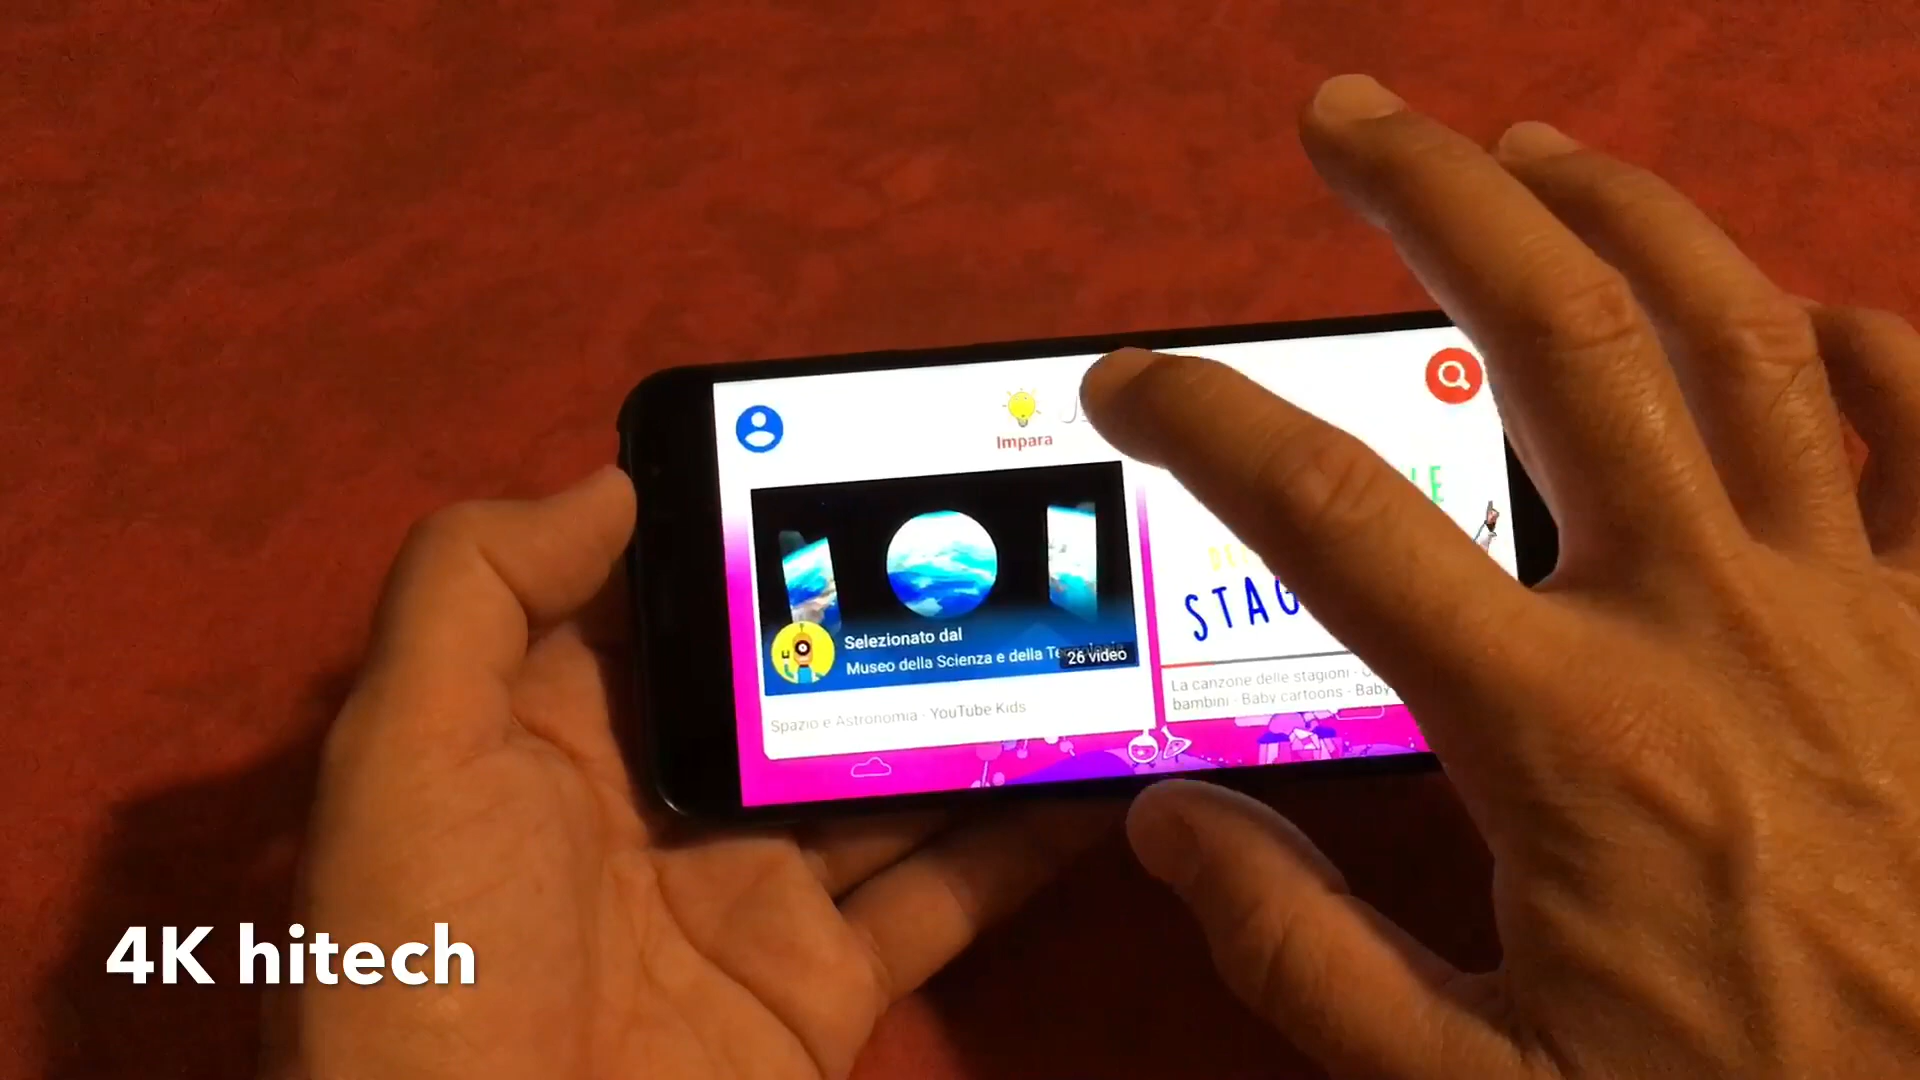 Impara
Selezionato dal
Museo della Scienza e della
26 video
Spazio e Astronomia - YouTube Kids
La canzone delle stagioni -
bambini - Baby cartoons - Baby
4K hitech